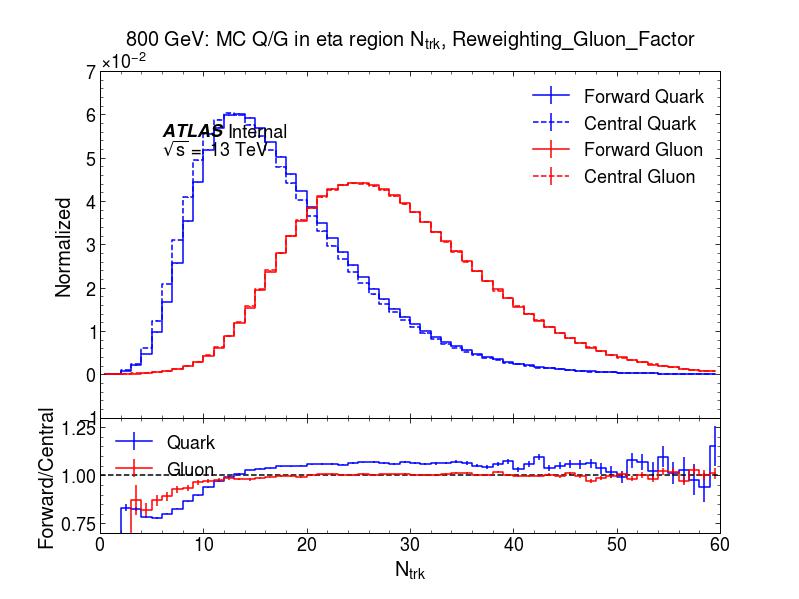 800 GeV: MC Q/G in eta region Ntrk, Reweighting_Gluon_Factor
×10−2
7
6
5
4
3
2
1
0
−1
Normalized
ATLAS Internal
√s = 13 TeV
Forward Quark
Central Quark
Forward Gluon
Central Gluon
1.25
1.00
0.75
Forward/Central
Quark
Gluon
0 10 20 30 40 50 60
Ntrk